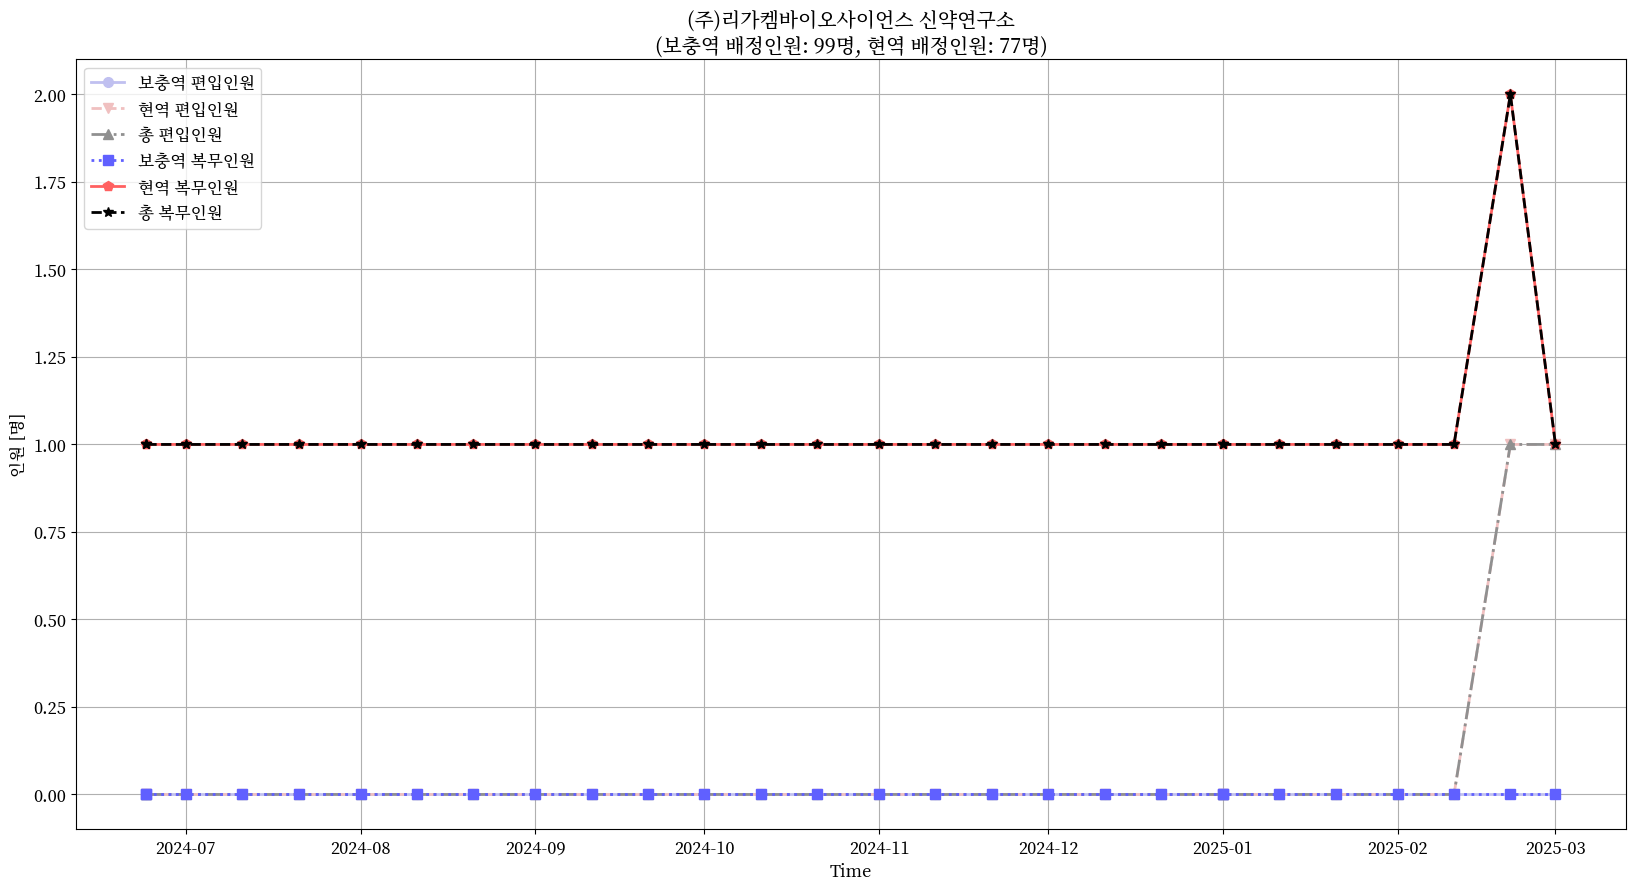 (주)리가켐바이오사이언스 신약연구소
(보충역 배정인원: 99명, 현역 배정인원: 77명)
보충역 편입인원
현역 편입인원
총 편입인원
보충역 복무인원
현역 복무인원
총 복무인원
인원 [명]
2.00
1.75
1.50
1.25
1.00
0.75
0.50
0.25
0.00
2024-07
2024-08
2024-09
2024-10
2024-11
2024-12
2025-01
2025-02
2025-03
Time